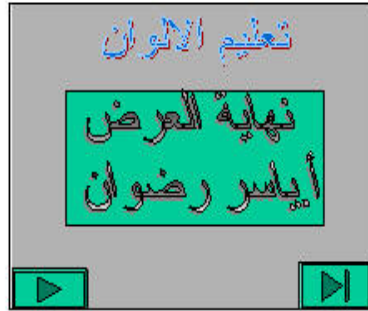 تعليم الالوان
نهاية العرض
أياسر رضوان